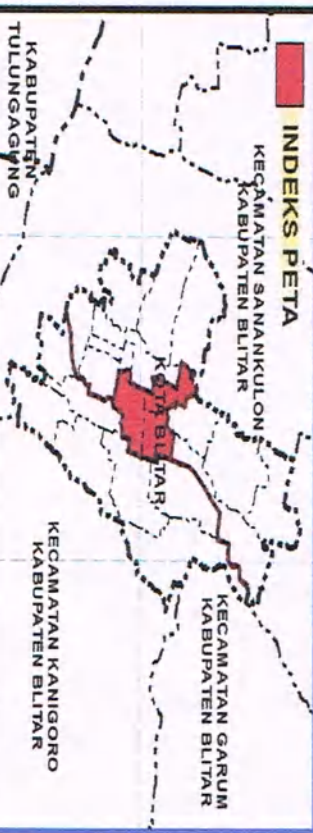 INDEKS PETA
KECAMATAN SANANKULON
KABUPATEN BLITAR
KABUPATEN
TULUNGAGUNG
KOTA BLITAR
KECAMATAN GARUM
KABUPATEN BLITAR
KECAMATAN KANIGORO
KABUPATEN BLITAR